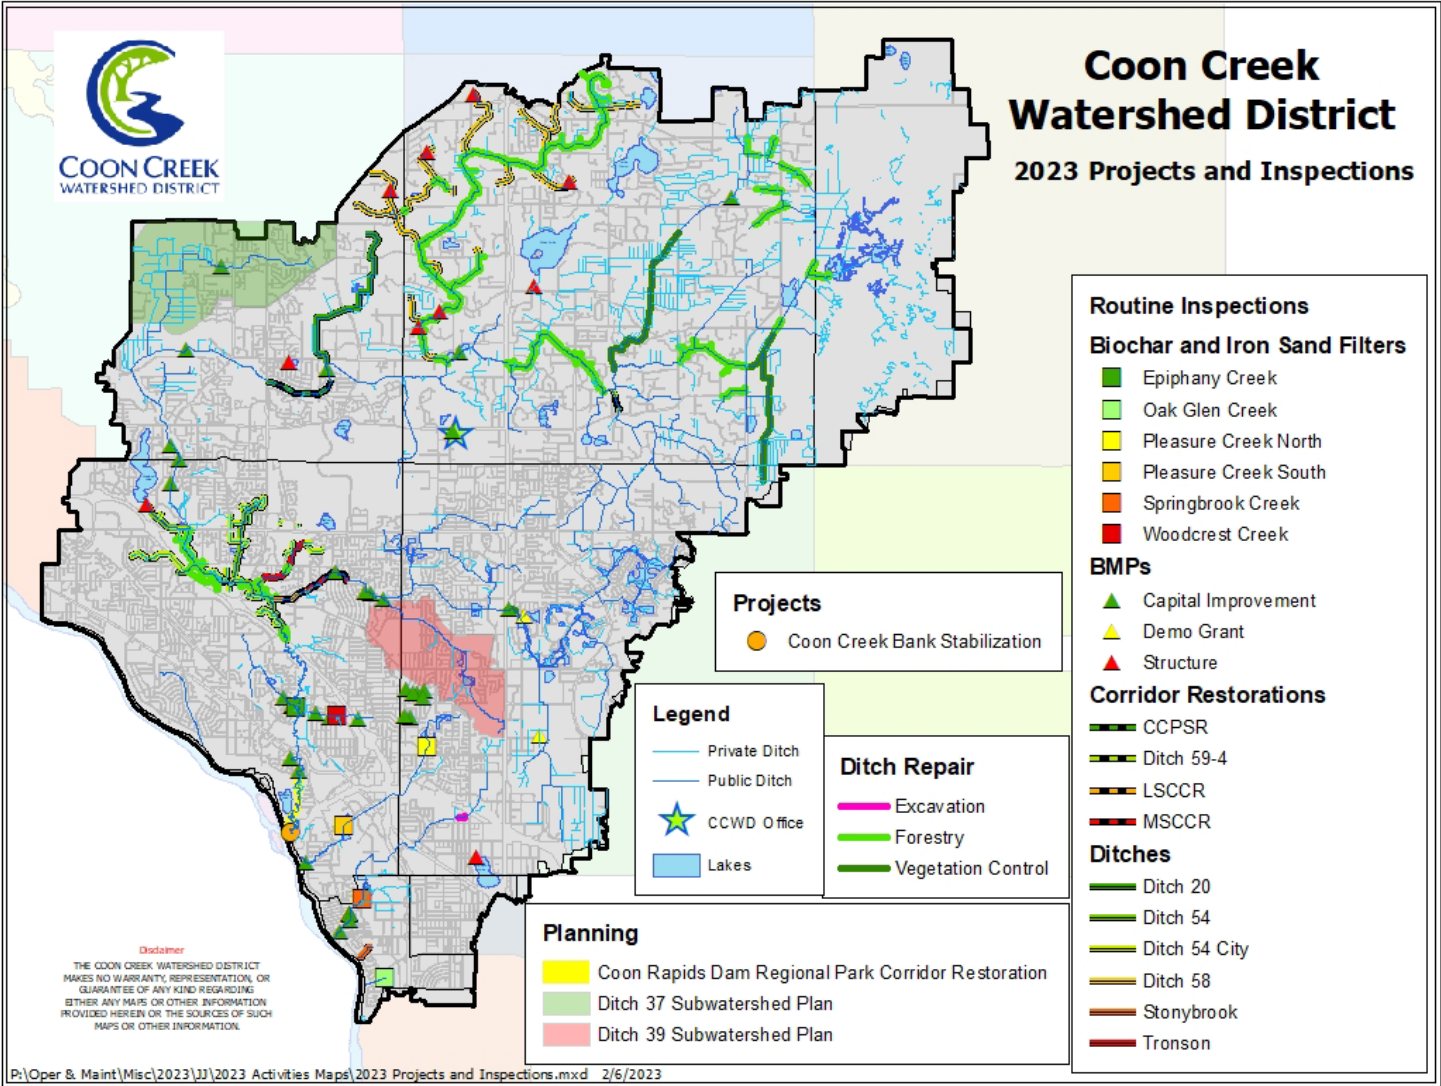 COON CREEK
WATERSHED DISTRICT
Coon Creek
Watershed District
2023 Projects and Inspections
Routine Inspections
Biochar and Iron Sand Filters
Epiphany Creek
Oak Glen Creek
Pleasure Creek North
Pleasure Creek South
Springbrook Creek
Woodcrest Creek
BMPs
Capital Improvement
Demo Grant
Structure
Corridor Restorations
CCPSR
Ditch 59-4
LSCCR
MSCCR
Ditches
Ditch 20
Ditch 54
Ditch 54 City
Ditch 58
Stonybrook
Tronson
Projects
Coon Creek Bank Stabilization
Legend
Private Ditch
Public Ditch
CCWD Office
Lakes
Ditch Repair
Excavation
Forestry
Vegetation Control
Planning
Coon Rapids Dam Regional Park Corridor Restoration
Ditch 37 Subwatershed Plan
Ditch 39 Subwatershed Plan
Disclaimer
THE COON CREEK WATERSHED DISTRICT
MAKES NO WARRANTY, REPRESENTATION, OR
GUARANTEE OF ANY KIND REGARDING
EITHER ANY MAPS OR OTHER INFORMATION
PROVIDED HEREIN OR THE SOURCES OF SUCH
MAPS OR OTHER INFORMATION.
P:\Oper & Maint\Misc\2023\JJ\2023 Activities Maps\2023 Projects and Inspections.mxd 2/6/2023